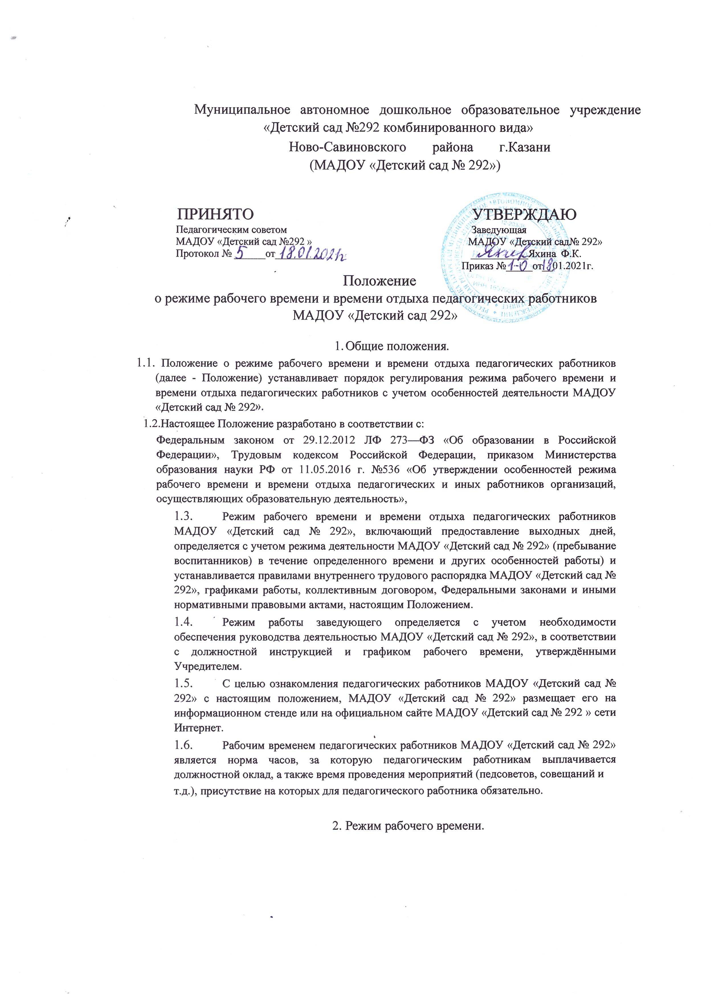 Муниципальное автономное дошкольное образовательное учреждение
«Детский сад №292 комбинированного вида»
Ново-Савиновского района г.Казани
(МАДОУ «Детский сад № 292»)
ПРИНЯТО
Педагогическим советом
МАДОУ «Детский сад №292 »
Протокол № 5 от 18.01.2021г
УТВЕРЖДАЮ
Заведующая
МАДОУ «Детский сад№ 292»
Яхина Ф.К.
Приказ № 1-О от 18.01.2021г.
Положение
о режиме рабочего времени и времени отдыха педагогических работников
МАДОУ «Детский сад 292»
1. Общие положения.
1.1. Положение о режиме рабочего времени и времени отдыха педагогических работников
(далее - Положение) устанавливает порядок регулирования режима рабочего времени и
времени отдыха педагогических работников с учетом особенностей деятельности МАДОУ
«Детский сад № 292».
1.2.Настоящее Положение разработано в соответствии с:
Федеральным законом от 29.12.2012 ЛФ 273—ФЗ «Об образовании в Российской
Федерации», Трудовым кодексом Российской Федерации, приказом Министерства
образования науки РФ от 11.05.2016 г. №536 «Об утверждении особенностей режима
рабочего времени и времени отдыха педагогических и иных работников организаций,
осуществляющих образовательную деятельность»,
1.3. Режим рабочего времени и времени отдыха педагогических работников
МАДОУ «Детский сад № 292», включающий предоставление выходных дней,
определяется с учетом режима деятельности МАДОУ «Детский сад № 292» (пребывание
воспитанников) в течение определенного времени и других особенностей работы) и
устанавливается правилами внутреннего трудового распорядка МАДОУ «Детский сад №
292», графиками работы, коллективным договором, Федеральными законами и иными
нормативными правовыми актами, настоящим Положением.
1.4. Режим работы заведующего определяется с учетом необходимости
обеспечения руководства деятельностью МАДОУ «Детский сад № 292», в соответствии
с должностной инструкцией и графиком рабочего времени, утверждёнными
Учредителем.
1.5. С целью ознакомления педагогических работников МАДОУ «Детский сад №
292» с настоящим положением, МАДОУ «Детский сад № 292» размещает его на
информационном стенде или на официальном сайте МАДОУ «Детский сад № 292 » сети
Интернет.
1.6. Рабочим временем педагогических работников МАДОУ «Детский сад № 292»
является норма часов, за которую педагогическим работникам выплачивается
должностной оклад, а также время проведения мероприятий (педсоветов, совещаний и
т.д.), присутствие на которых для педагогического работника обязательно.
2. Режим рабочего времени.